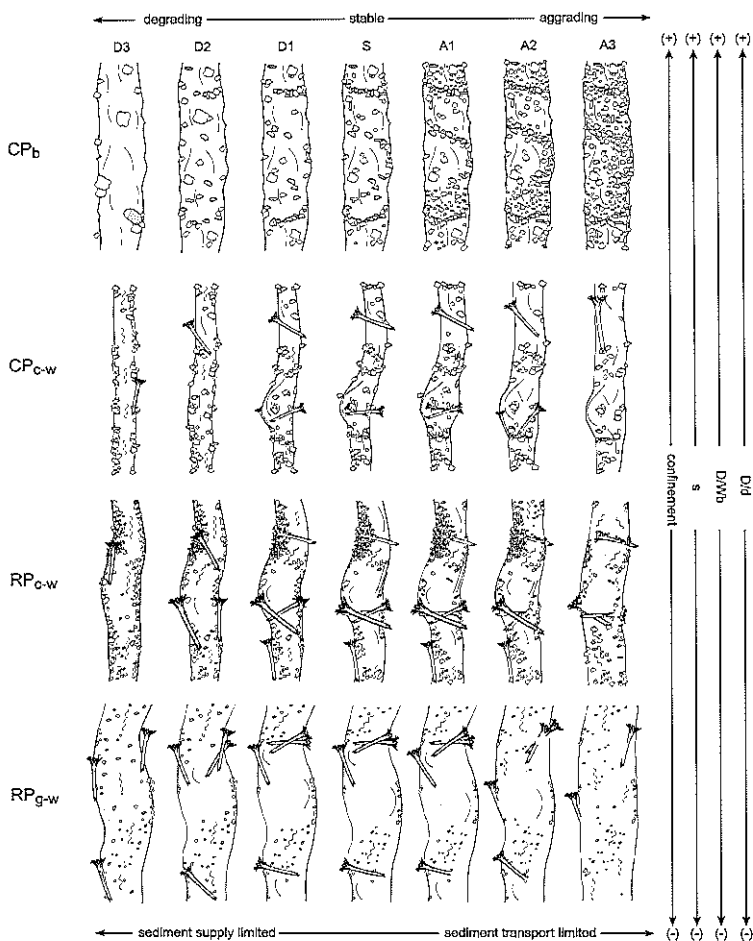 degrading stable aggrading
D3 D2 D1 S A1 A2 A3
(+) (+) (+) (+)
CPb
CPc-w
RPc-w
RPg-w
confinement
s
D/Wb
D/d
(-) (-) (-) (-)
sediment supply limited sediment transport limited